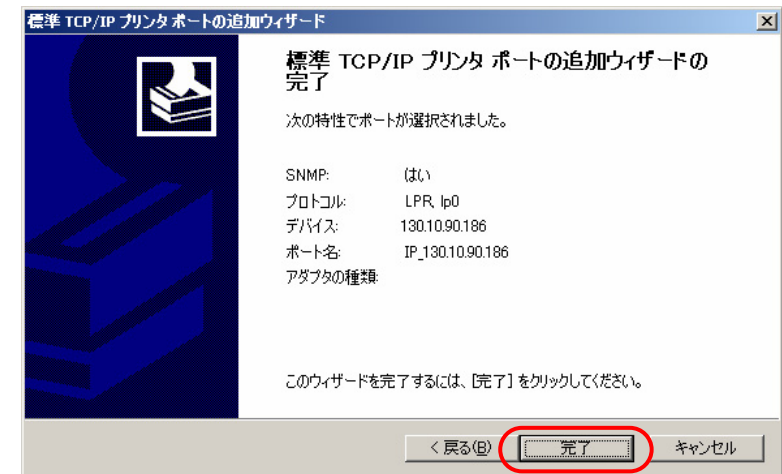 標準 TCP/IP プリンタ ポートの追加ウィザード
標準 TCP/IP プリンタ ポートの追加ウィザードの
完了
次の特性でポートが選択されました。
SNMP: はい
プロトコル: LPR, lp0
デバイス: 130.10.90.186
ポート名: IP_130.10.90.186
アダプタの種類:
このウィザードを完了するには、[完了] をクリックしてください。
< 戻る(B) 完了 キャンセル